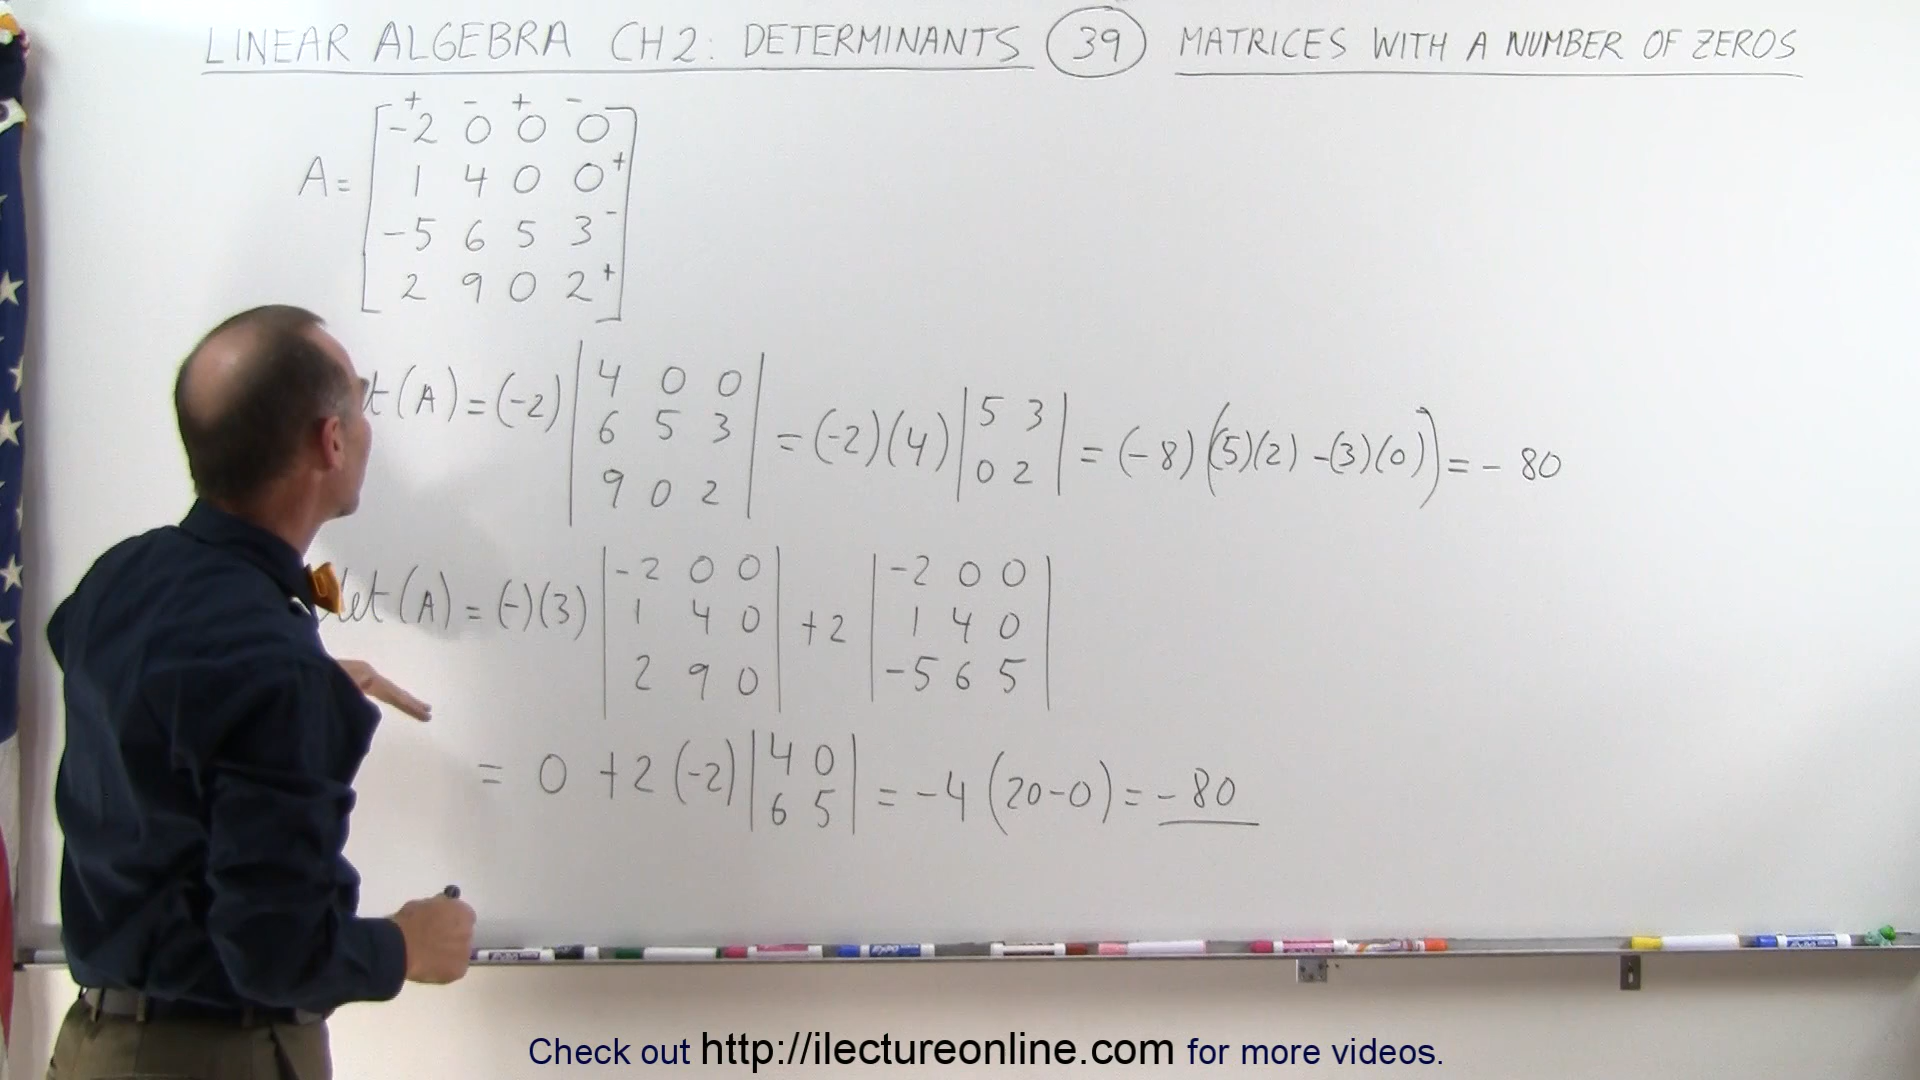 LINEAR ALGEBRA CH 2: DETERMINANTS 39 MATRICES WITH A NUMBER OF ZEROS
+ - + -
-2 0 0 0
A = 1 4 0 0 +
-5 6 5 3 -
2 9 0 2 +
4 0 0
t(A) = (-2) 6 5 3 = (-2)(4) |5 3| = (-8)((5)(2) - (3)(0)) = - 80
9 0 2 |0 2|
-2 0 0 -2 0 0
det(A) = (-)(3) 1 4 0 + 2 1 4 0
2 9 0 -5 6 5
= 0 + 2 (-2) |4 0| = -4 (20 - 0) = - 80
|6 5|
Check out http://ilectureonline.com for more videos.